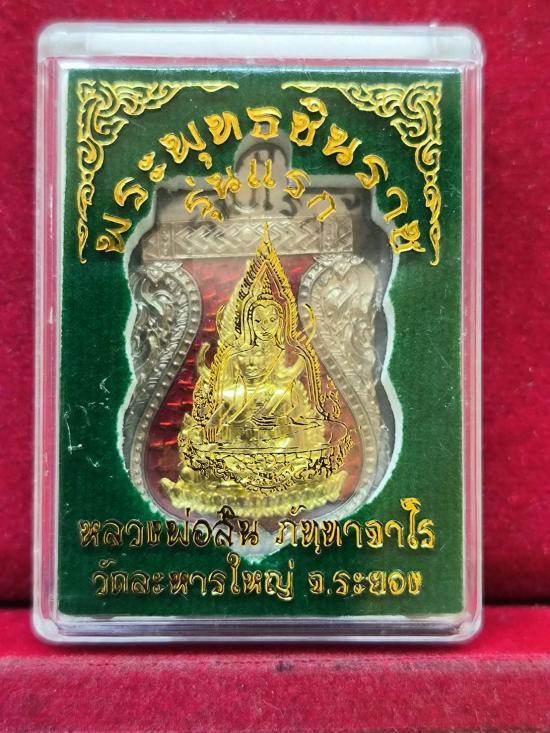 พระพุทธชินราช
รุ่นแรก
หลวงพ่อสิน ภัททาจาโร
วัดละหารใหญ่ จ.ระยอง